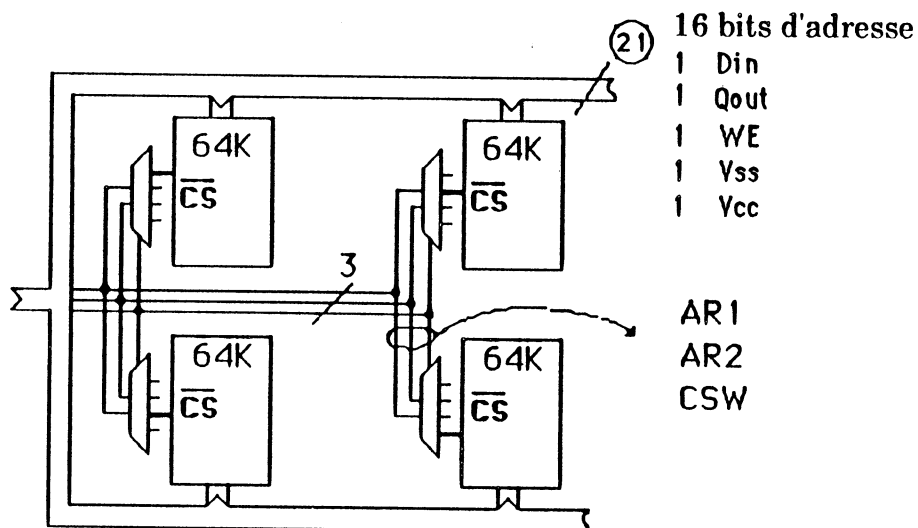 21
16 bits d'adresse
1 Din
1 Qout
1 WE
1 Vss
1 Vcc
64K
CS
64K
CS
3
64K
CS
64K
CS
AR1
AR2
CSW